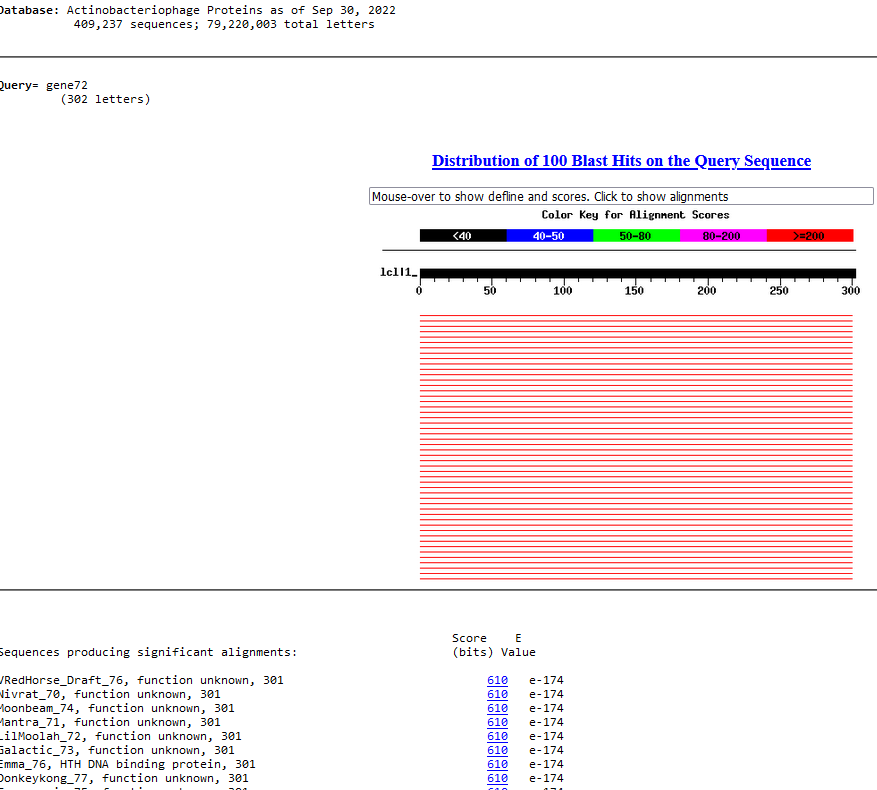 Database: Actinobacteriophage Proteins as of Sep 30, 2022
409,237 sequences; 79,220,003 total letters
Query= gene72
(302 letters)
Distribution of 100 Blast Hits on the Query Sequence
Mouse-over to show defline and scores. Click to show alignments
Color Key for Alignment Scores
<40 40-50 50-80 80-200 >=200
lcl|1_
0 50 100 150 200 250 300
Score E
Sequences producing significant alignments: (bits) Value
VRedHorse_Draft_76, function unknown, 301 610 e-174
Nivrat_70, function unknown, 301 610 e-174
Moonbeam_74, function unknown, 301 610 e-174
Mantra_71, function unknown, 301 610 e-174
LilMoolah_72, function unknown, 301 610 e-174
Galactic_73, function unknown, 301 610 e-174
Emma_76, HTH DNA binding protein, 301 610 e-174
Donkeykong_77, function unknown, 301 610 e-174